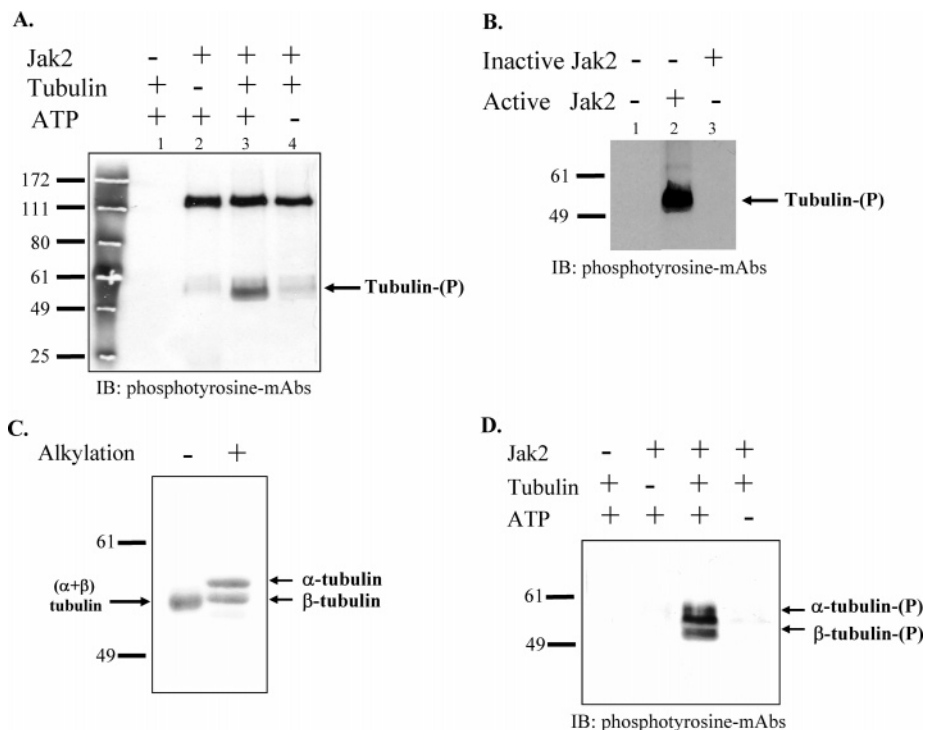 A.
Jak2 - + + +
Tubulin + - + +
ATP + + + -
1 2 3 4
172
111
80
61
49
25
Tubulin-(P)
IB: phosphotyrosine-mAbs
B.
Inactive Jak2 - - +
Active Jak2 - + -
1 2 3
61
49
Tubulin-(P)
IB: phosphotyrosine-mAbs
C.
Alkylation - +
61
(α+β)
tubulin
49
α-tubulin
β-tubulin
D.
Jak2 - + + +
Tubulin + - + +
ATP + + + -
61
49
α-tubulin-(P)
β-tubulin-(P)
IB: phosphotyrosine-mAbs